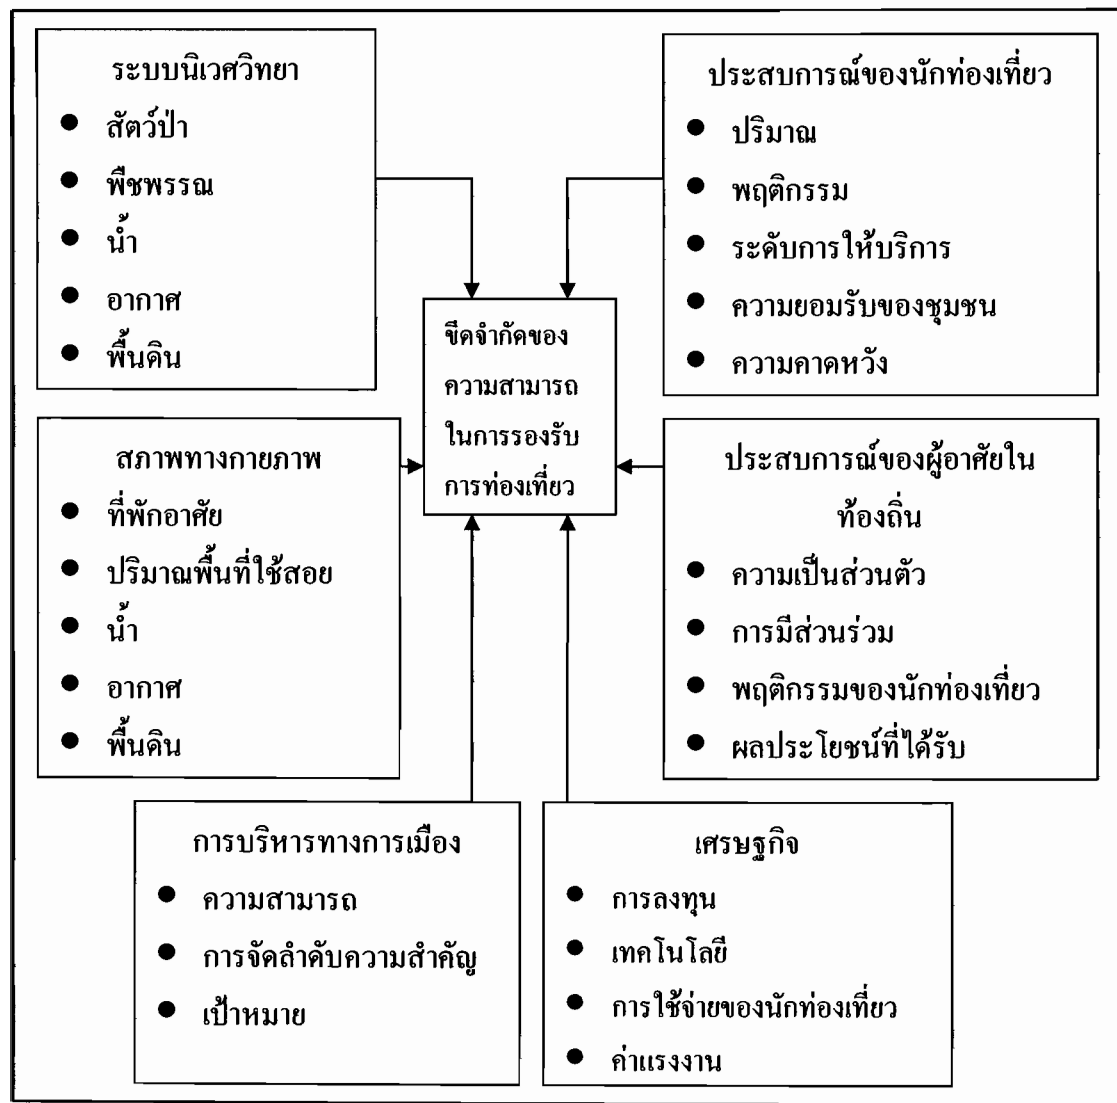 ระบบนิเวศวิทยา
● สัตว์ป่า
● พืชพรรณ
● น้ำ
● อากาศ
● พื้นดิน
ประสบการณ์ของนักท่องเที่ยว
● ปริมาณ
● พฤติกรรม
● ระดับการให้บริการ
● ความยอมรับของชุมชน
● ความคาดหวัง
ขีดจำกัดของ
ความสามารถ
ในการรองรับ
การท่องเที่ยว
สภาพทางกายภาพ
● ที่พักอาศัย
● ปริมาณพื้นที่ใช้สอย
● น้ำ
● อากาศ
● พื้นดิน
ประสบการณ์ของผู้อาศัยใน
ท้องถิ่น
● ความเป็นส่วนตัว
● การมีส่วนร่วม
● พฤติกรรมของนักท่องเที่ยว
● ผลประโยชน์ที่ได้รับ
การบริหารทางการเมือง
● ความสามารถ
● การจัดลำดับความสำคัญ
● เป้าหมาย
เศรษฐกิจ
● การลงทุน
● เทคโนโลยี
● การใช้จ่ายของนักท่องเที่ยว
● ค่าแรงงาน